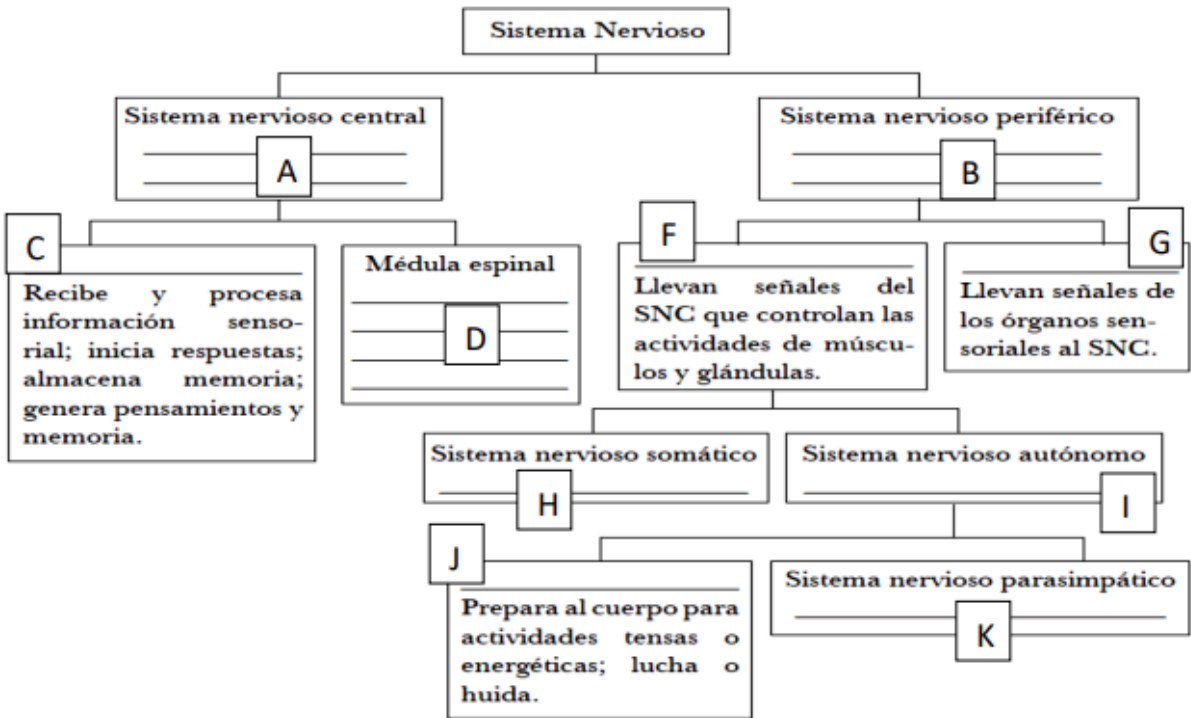 Sistema Nervioso
Sistema nervioso central
A
Sistema nervioso periférico
B
C
Recibe y procesa
información senso-
rial; inicia respuestas;
almacena memoria;
genera pensamientos y
memoria.
Médula espinal
D
F
Llevan señales del
SNC que controlan las
actividades de múscu-
los y glándulas.
G
Llevan señales de
los órganos sen-
soriales al SNC.
Sistema nervioso somático
H
Sistema nervioso autónomo
I
J
Prepara al cuerpo para
actividades tensas o
energéticas; lucha o
huida.
Sistema nervioso parasimpático
K